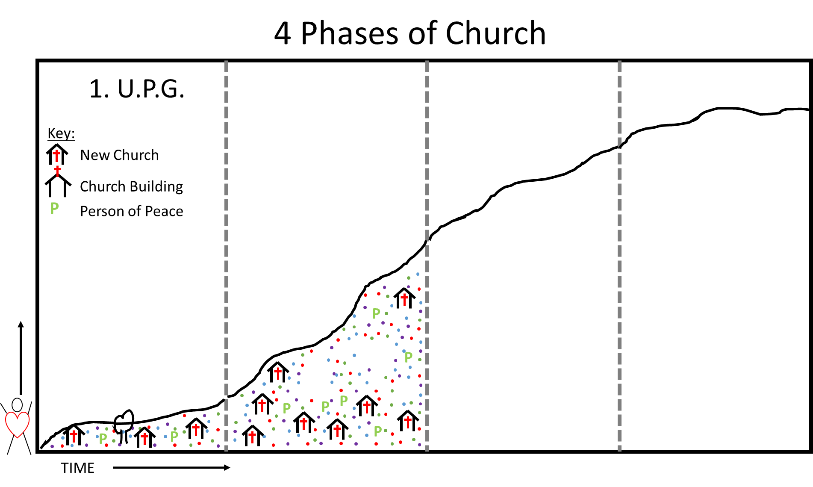 4 Phases of Church
1. U.P.G.
Key:
New Church
Church Building
P Person of Peace
P
P
P
P
P
P
P
P
TIME